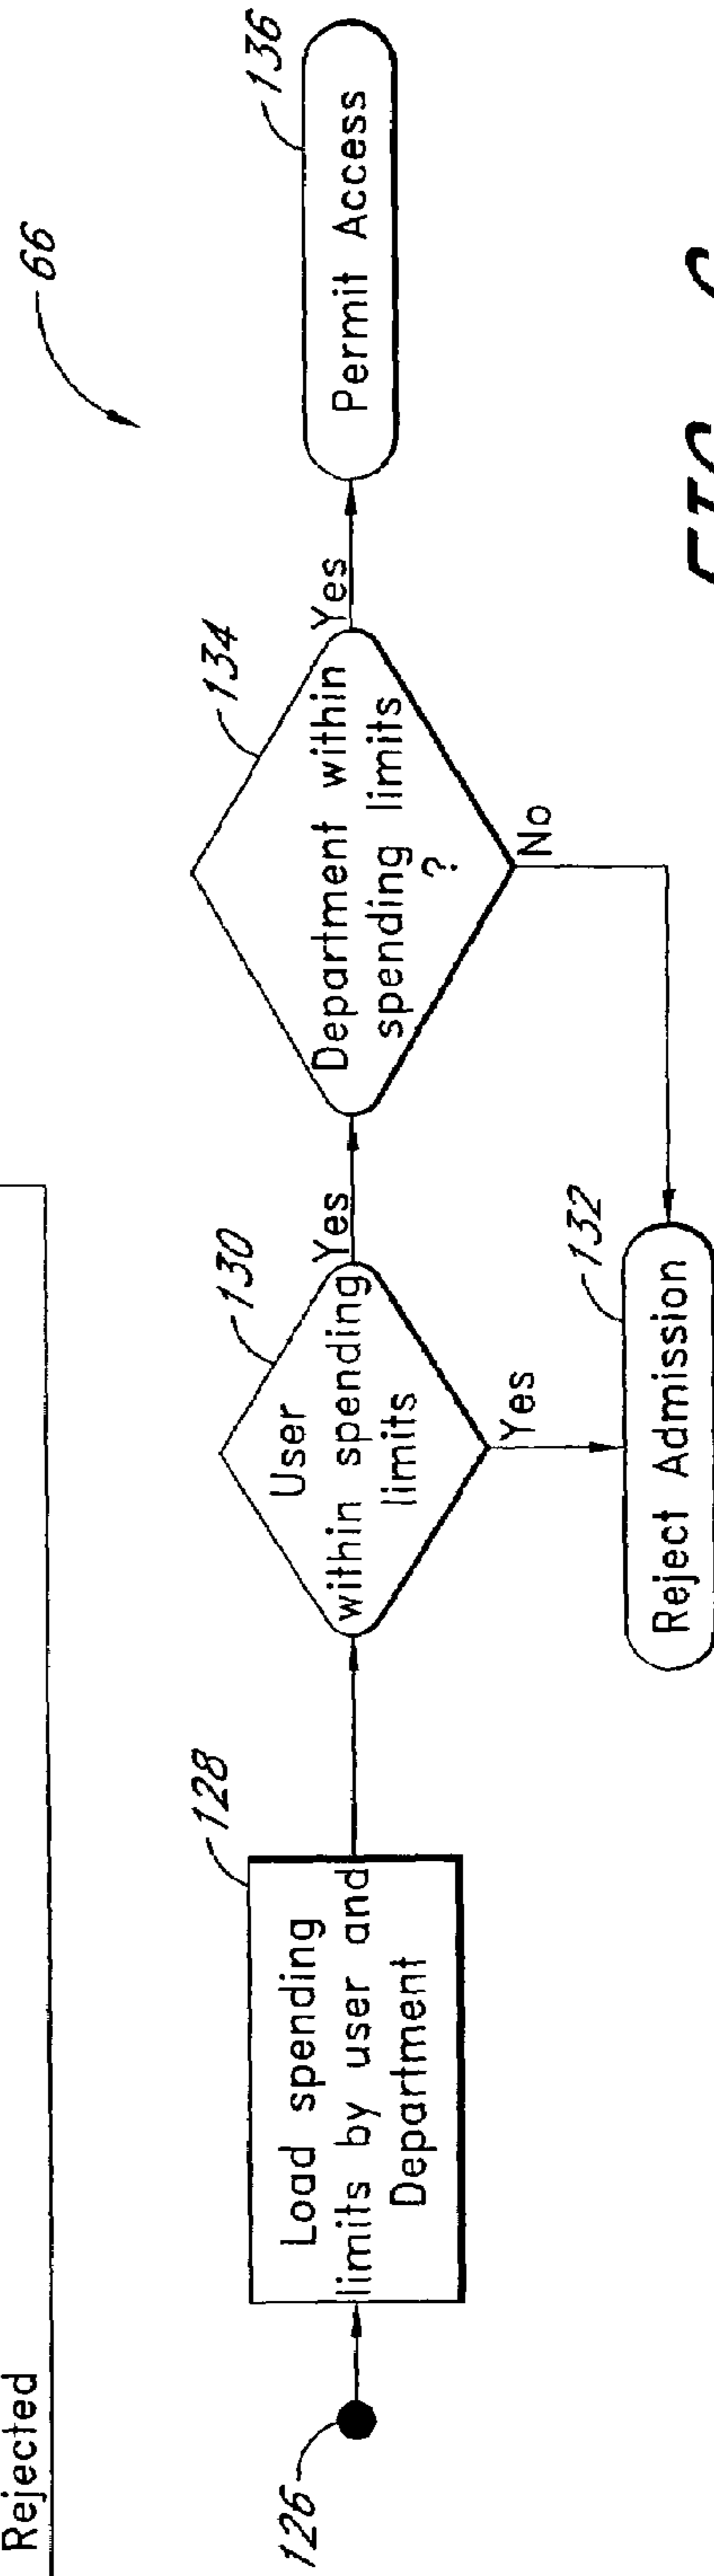 Rejected
66
126
128
Load spending
limits by user and
Department
130
User
within spending
limits
Yes
Yes
132
Reject Admission
134
Department within
spending limits
?
Yes
No
136
Permit Access